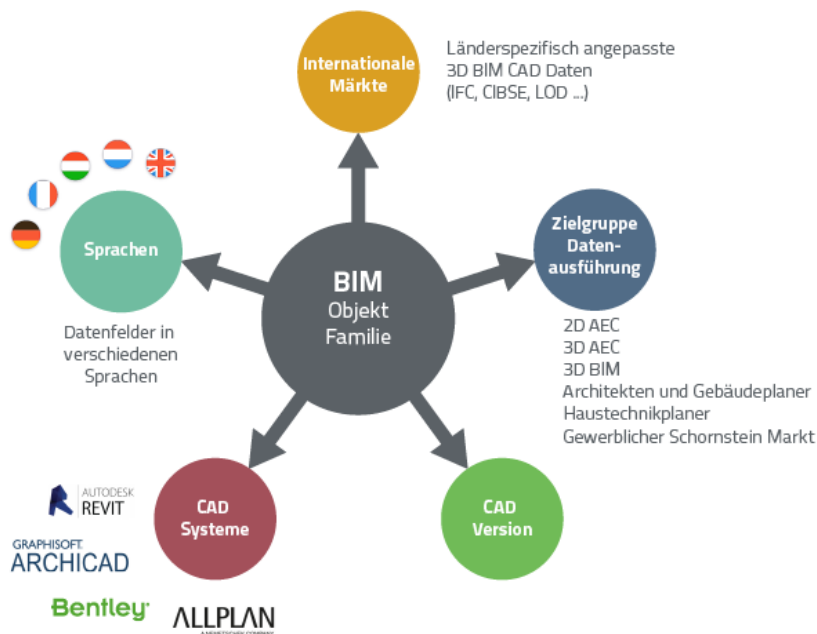 Internationale
Märkte
Länderspezifisch angepasste
3D BIM CAD Daten
(IFC, CIBSE, LOD ...)
Sprachen
Datenfelder in
verschiedenen
Sprachen
BIM
Objekt
Familie
Zielgruppe
Daten-
ausführung
2D AEC
3D AEC
3D BIM
Architekten und Gebäudeplaner
Haustechnikplaner
Gewerblicher Schornstein Markt
CAD
Systeme
AUTODESK
REVIT
GRAPHISOFT
ARCHICAD
Bentley
ALLPLAN
A NEMETSCHEK COMPANY
CAD
Version